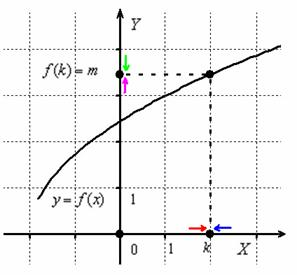 Y
f(k) = m
y = f(x)
1
0 1 k X